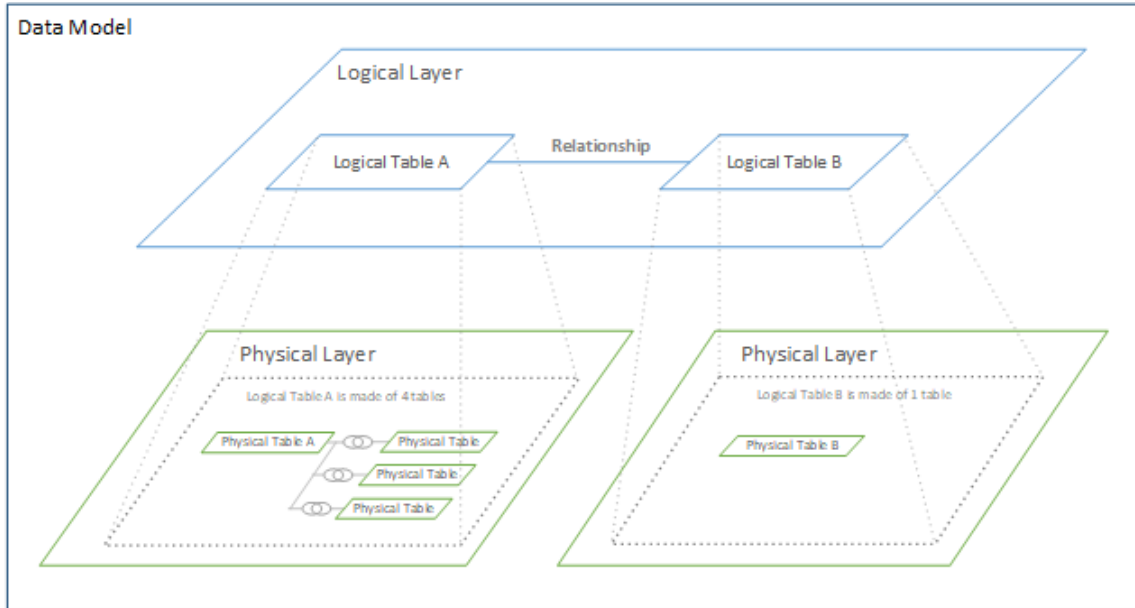 Data Model
Logical Layer
Logical Table A
Relationship
Logical Table B
Physical Layer
Logical Table A is made of 4 tables
Physical Table A
Physical Table
Physical Table
Physical Table
Physical Layer
Logical Table B is made of 1 table
Physical Table B